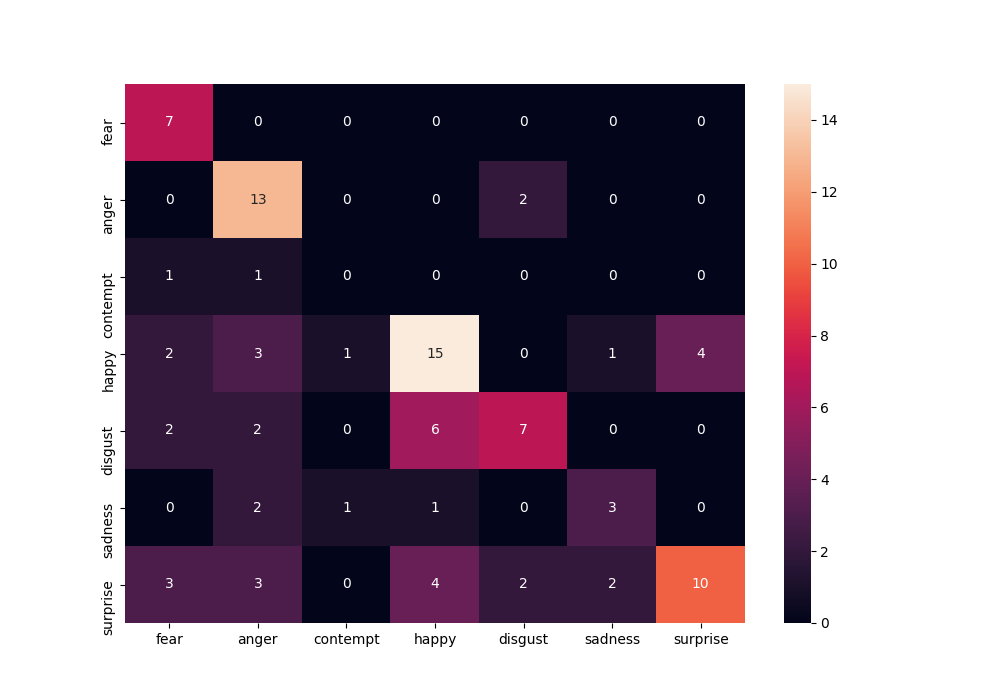 fear 7 0 0 0 0 0 0
anger 0 13 0 0 2 0 0
contempt 1 1 0 0 0 0 0
happy 2 3 1 15 0 1 4
disgust 2 2 0 6 7 0 0
sadness 0 2 1 1 0 3 0
surprise 3 3 0 4 2 2 10
fear anger contempt happy disgust sadness surprise
14
12
10
8
6
4
2
0